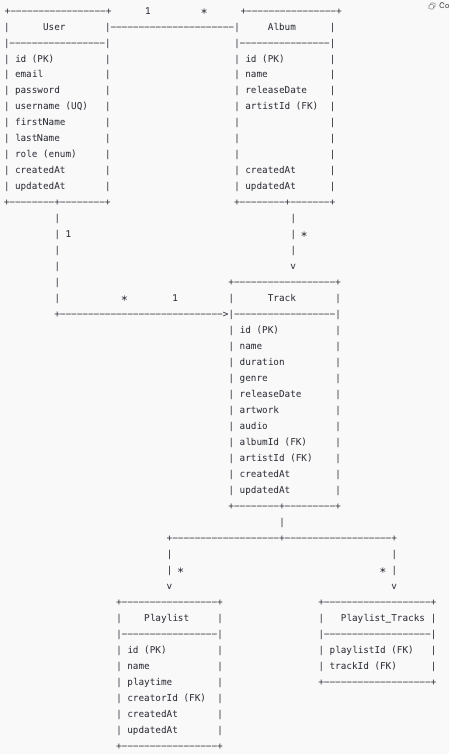 1 *
Co
User Album
id (PK) id (PK)
email name
password releaseDate
username (UQ) artistId (FK)
firstName
lastName
role (enum)
createdAt createdAt
updatedAt updatedAt
1 *
v
* 1 Track
>
id (PK)
name
duration
genre
releaseDate
artwork
audio
albumId (FK)
artistId (FK)
createdAt
updatedAt
* *
v v
Playlist Playlist_Tracks
id (PK) playlistId (FK)
name trackId (FK)
playtime
creatorId (FK)
createdAt
updatedAt